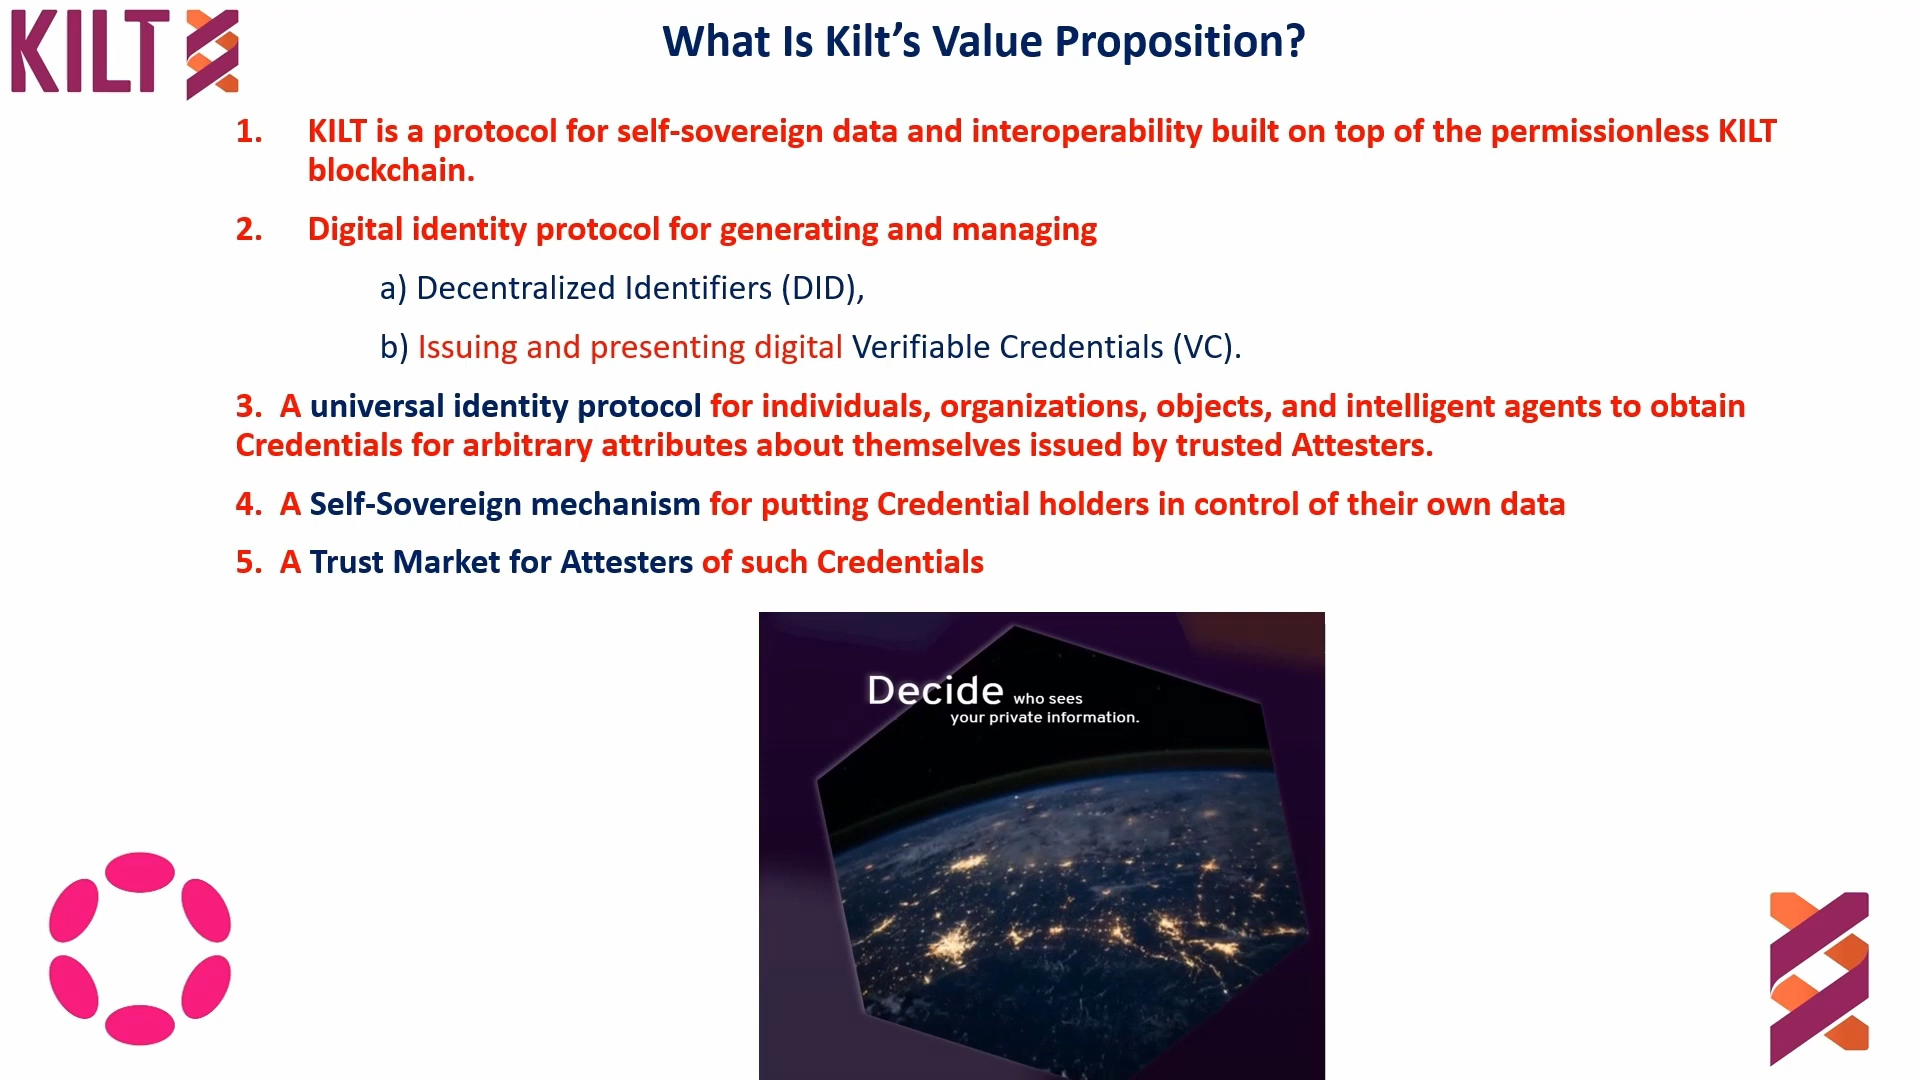 KILT
What Is Kilt’s Value Proposition?
1. KILT is a protocol for self-sovereign data and interoperability built on top of the permissionless KILT
blockchain.
2. Digital identity protocol for generating and managing
a) Decentralized Identifiers (DID),
b) Issuing and presenting digital Verifiable Credentials (VC).
3. A universal identity protocol for individuals, organizations, objects, and intelligent agents to obtain
Credentials for arbitrary attributes about themselves issued by trusted Attesters.
4. A Self-Sovereign mechanism for putting Credential holders in control of their own data
5. A Trust Market for Attesters of such Credentials
Decide who sees
your private information.